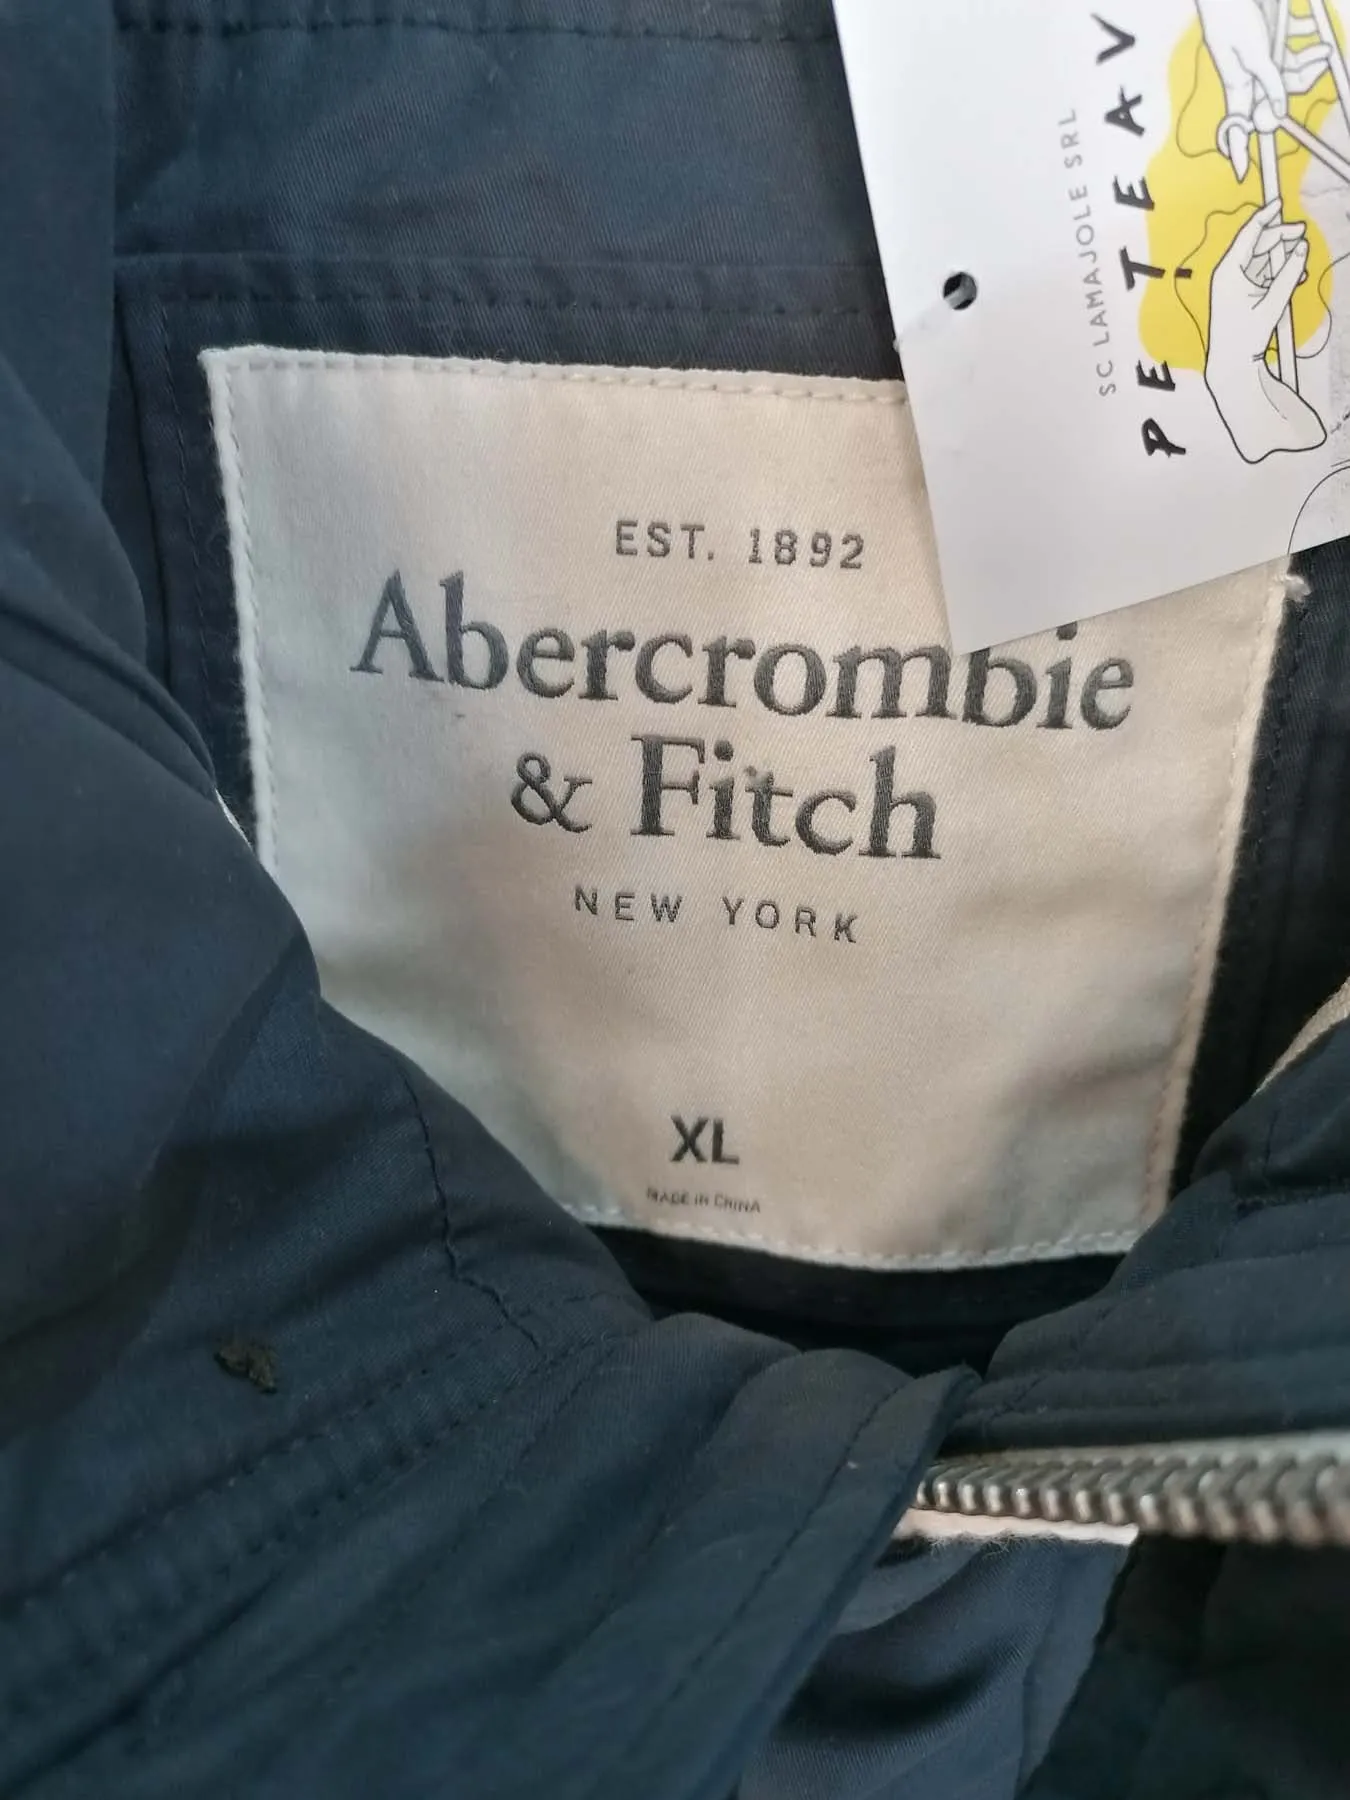 PETEAV
SC LAMAJOLE SRL
EST. 1892
Abercrombie
& Fitch
NEW YORK
XL
MADE IN CHINA